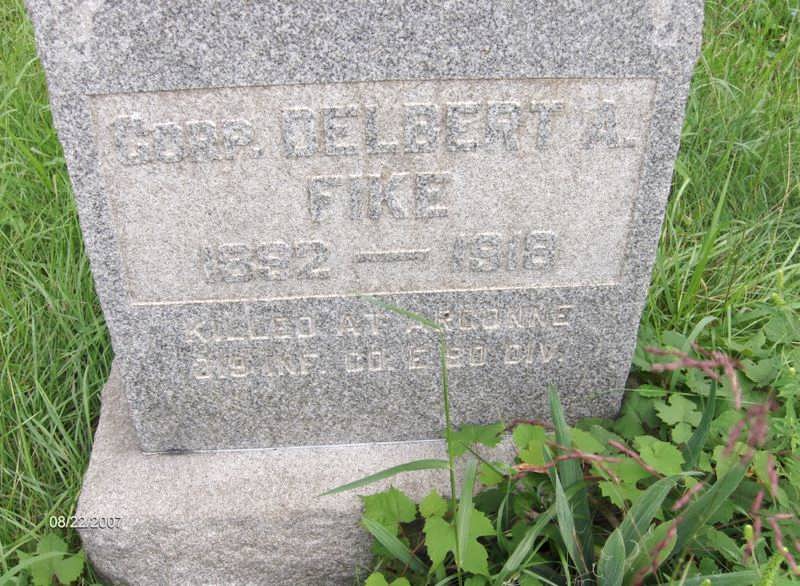 CORP. DELBERT A.
FIKE
1892 — 1918
KILLED AT ARGONNE
319 INF. CO. E 80 DIV.
08/22/2007